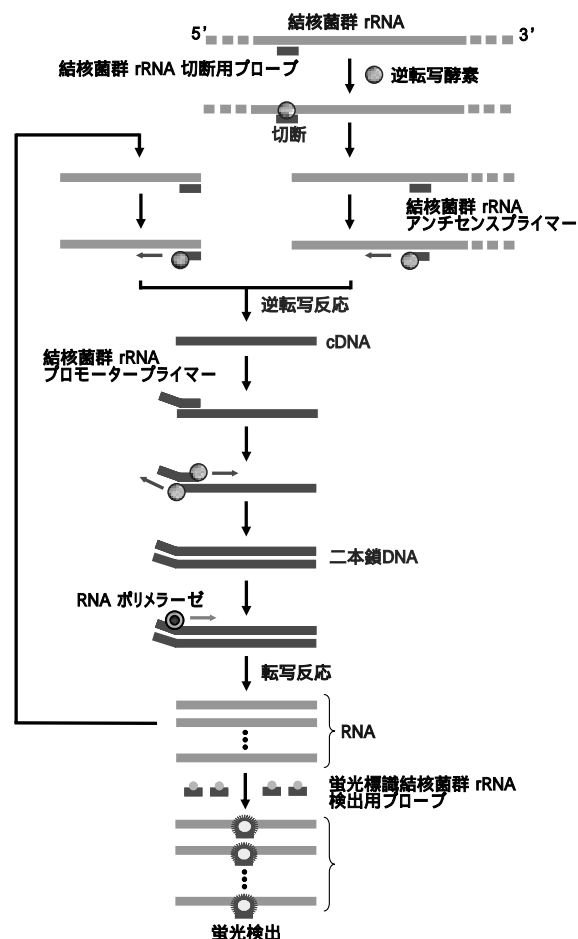 結核菌群 rRNA
5’
3’
結核菌群 rRNA 切断用プローブ
逆転写酵素
切断
結核菌群 rRNA
アンチセンスプライマー
逆転写反応
cDNA
結核菌群 rRNA
プロモータープライマー
二本鎖DNA
RNA ポリメラーゼ
転写反応
RNA
蛍光標識結核菌群 rRNA
検出用プローブ
蛍光検出